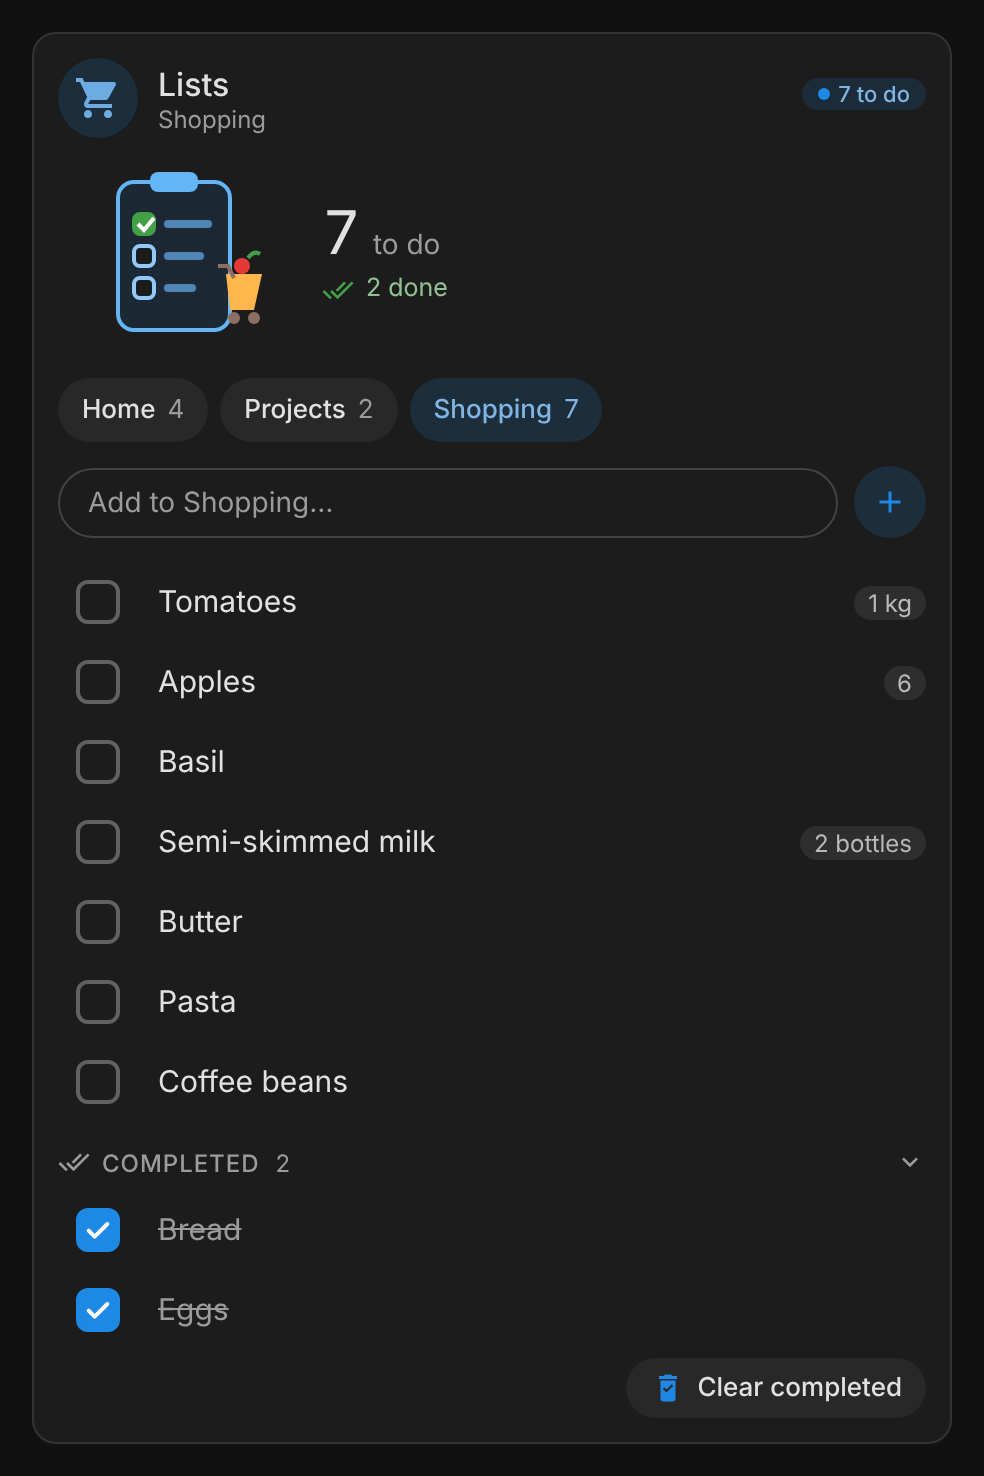 Lists
Shopping
7 to do
7 to do
2 done
Home 4 Projects 2 Shopping 7
Add to Shopping...
Tomatoes 1 kg
Apples 6
Basil
Semi-skimmed milk 2 bottles
Butter
Pasta
Coffee beans
COMPLETED 2
Bread
Eggs
Clear completed